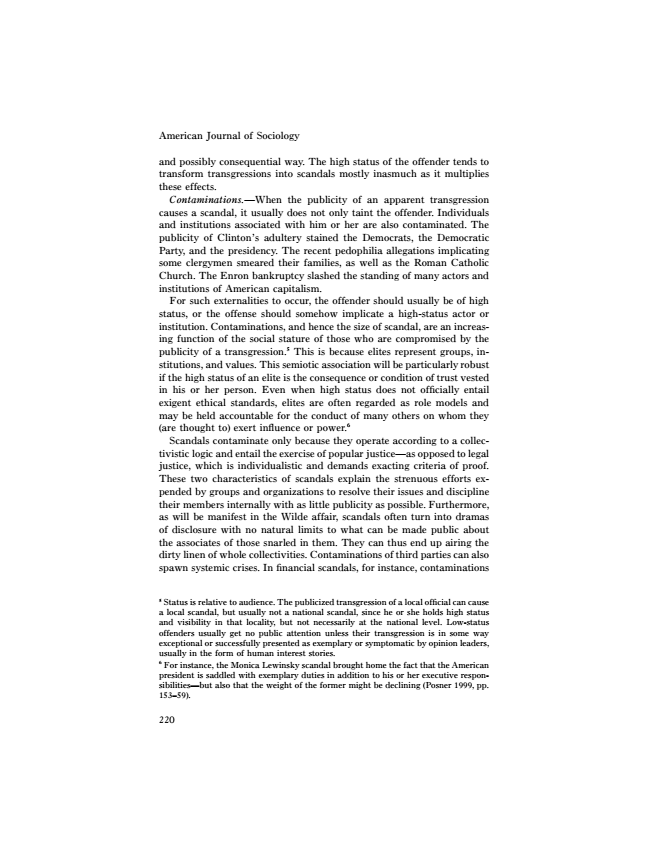 American Journal of Sociology
and possibly consequential way. The high status of the offender tends to
transform transgressions into scandals mostly inasmuch as it multiplies
these effects.
Contaminations.—When the publicity of an apparent transgression
causes a scandal, it usually does not only taint the offender. Individuals
and institutions associated with him or her are also contaminated. The
publicity of Clinton's adultery stained the Democrats, the Democratic
Party, and the presidency. The recent pedophilia allegations implicating
some clergymen smeared their families, as well as the Roman Catholic
Church. The Enron bankruptcy slashed the standing of many actors and
institutions of American capitalism.
For such externalities to occur, the offender should usually be of high
status, or the offense should somehow implicate a high-status actor or
institution. Contaminations, and hence the size of scandal, are an increas-
ing function of the social stature of those who are compromised by the
publicity of a transgression.⁵ This is because elites represent groups, in-
stitutions, and values. This semiotic association will be particularly robust
if the high status of an elite is the consequence or condition of trust vested
in his or her person. Even when high status does not officially entail
exigent ethical standards, elites are often regarded as role models and
may be held accountable for the conduct of many others on whom they
(are thought to) exert influence or power.⁶
Scandals contaminate only because they operate according to a collec-
tivistic logic and entail the exercise of popular justice—as opposed to legal
justice, which is individualistic and demands exacting criteria of proof.
These two characteristics of scandals explain the strenuous efforts ex-
pended by groups and organizations to resolve their issues and discipline
their members internally with as little publicity as possible. Furthermore,
as will be manifest in the Wilde affair, scandals often turn into dramas
of disclosure with no natural limits to what can be made public about
the associates of those snarled in them. They can thus end up airing the
dirty linen of whole collectivities. Contaminations of third parties can also
spawn systemic crises. In financial scandals, for instance, contaminations
⁵ Status is relative to audience. The publicized transgression of a local official can cause
a local scandal, but usually not a national scandal, since he or she holds high status
and visibility in that locality, but not necessarily at the national level. Low-status
offenders usually get no public attention unless their transgression is in some way
exceptional or successfully presented as exemplary or symptomatic by opinion leaders,
usually in the form of human interest stories.
⁶ For instance, the Monica Lewinsky scandal brought home the fact that the American
president is saddled with exemplary duties in addition to his or her executive respon-
sibilities—but also that the weight of the former might be declining (Posner 1999, pp.
153–59).
220